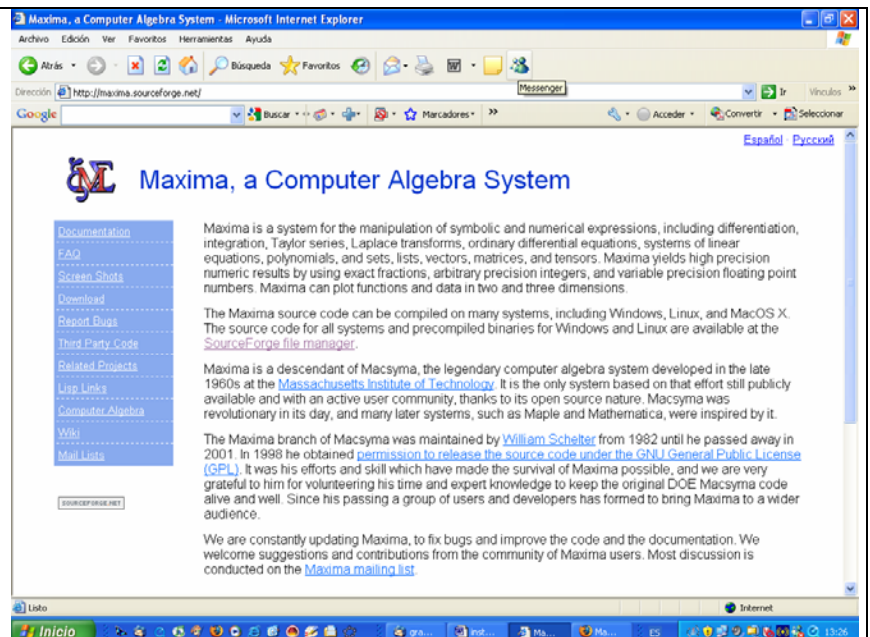 Maxima, a Computer Algebra System - Microsoft Internet Explorer
Archivo Edición Ver Favoritos Herramientas Ayuda
Atrás Búsqueda Favoritos
Messenger
Dirección http://maxima.sourceforge.net/ Ir Vínculos »
Google Buscar Marcadores » Acceder Convertir Seleccionar
Español - Русский
Maxima, a Computer Algebra System
Documentation
FAQ
Screen Shots
Download
Report Bugs
Third Party Code
Related Projects
Lisp Links
Computer Algebra
Wiki
Mail Lists
SOURCEFORGE.NET
Maxima is a system for the manipulation of symbolic and numerical expressions, including differentiation,
integration, Taylor series, Laplace transforms, ordinary differential equations, systems of linear
equations, polynomials, and sets, lists, vectors, matrices, and tensors. Maxima yields high precision
numeric results by using exact fractions, arbitrary precision integers, and variable precision floating point
numbers. Maxima can plot functions and data in two and three dimensions.
The Maxima source code can be compiled on many systems, including Windows, Linux, and MacOS X.
The source code for all systems and precompiled binaries for Windows and Linux are available at the
SourceForge file manager.
Maxima is a descendant of Macsyma, the legendary computer algebra system developed in the late
1960s at the Massachusetts Institute of Technology. It is the only system based on that effort still publicly
available and with an active user community, thanks to its open source nature. Macsyma was
revolutionary in its day, and many later systems, such as Maple and Mathematica, were inspired by it.
The Maxima branch of Macsyma was maintained by William Schelter from 1982 until he passed away in
2001. In 1998 he obtained permission to release the source code under the GNU General Public License
(GPL). It was his efforts and skill which have made the survival of Maxima possible, and we are very
grateful to him for volunteering his time and expert knowledge to keep the original DOE Macsyma code
alive and well. Since his passing a group of users and developers has formed to bring Maxima to a wider
audience.
We are constantly updating Maxima, to fix bugs and improve the code and the documentation. We
welcome suggestions and contributions from the community of Maxima users. Most discussion is
conducted on the Maxima mailing list.
Listo Internet
Inicio gra... inst... Ma... Ma... ES 13:26